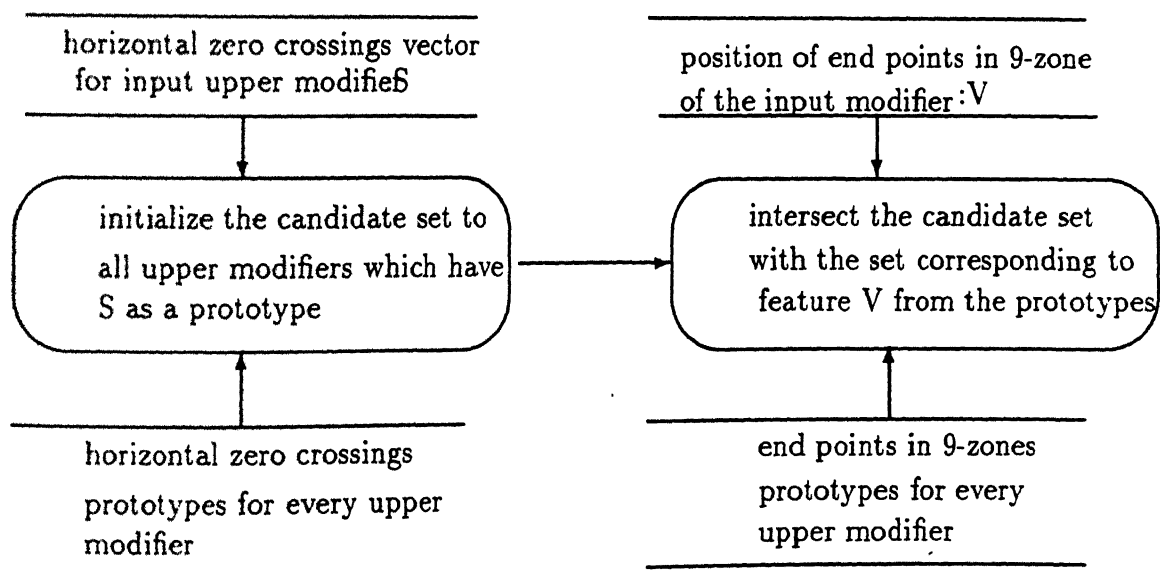 horizontal zero crossings vector
for input upper modifieS
initialize the candidate set to
all upper modifiers which have
S as a prototype
horizontal zero crossings
prototypes for every upper
modifier
position of end points in 9-zone
of the input modifier:V
intersect the candidate set
with the set corresponding to
feature V from the prototypes
end points in 9-zones
prototypes for every
upper modifier